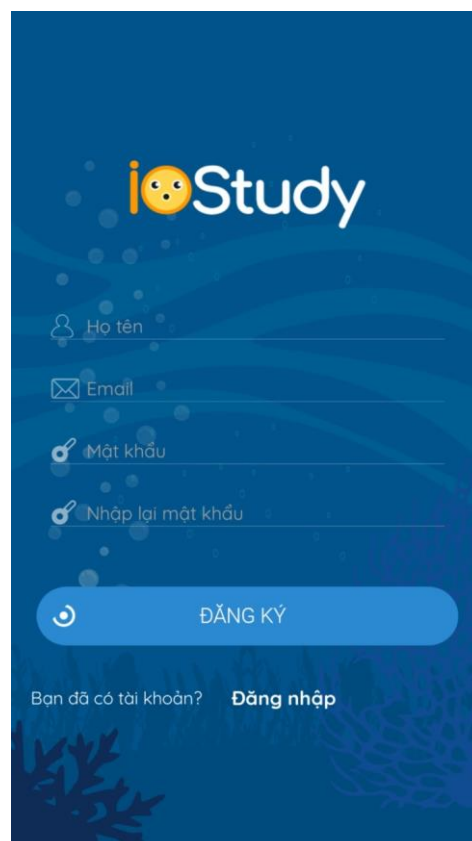 ioStudy
Họ tên
Email
Mật khẩu
Nhập lại mật khẩu
ĐĂNG KÝ
Bạn đã có tài khoản? Đăng nhập